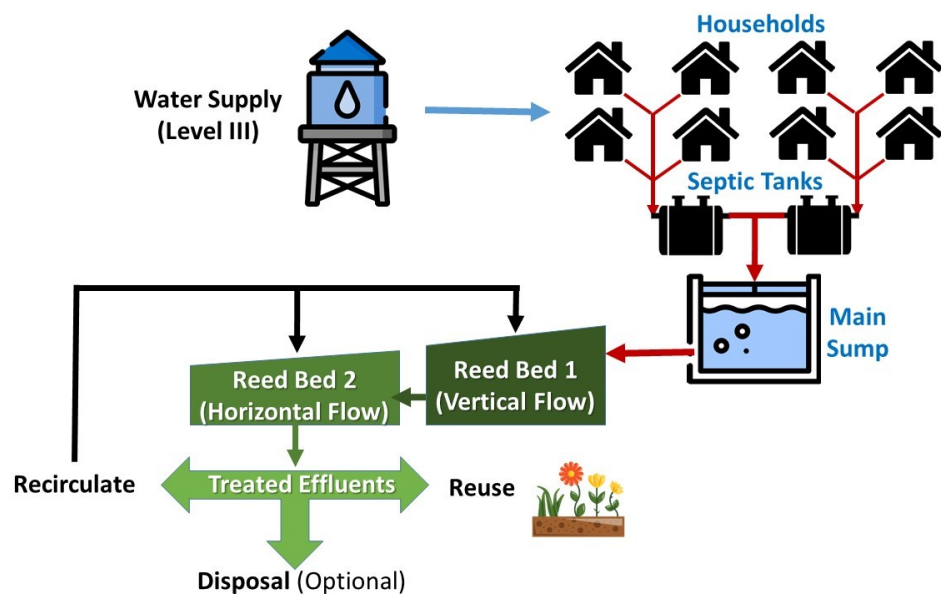 Households
Water Supply
(Level III)
Septic Tanks
Main
Sump
Reed Bed 1
(Vertical Flow)
Reed Bed 2
(Horizontal Flow)
Recirculate
Treated Effluents
Reuse
Disposal (Optional)